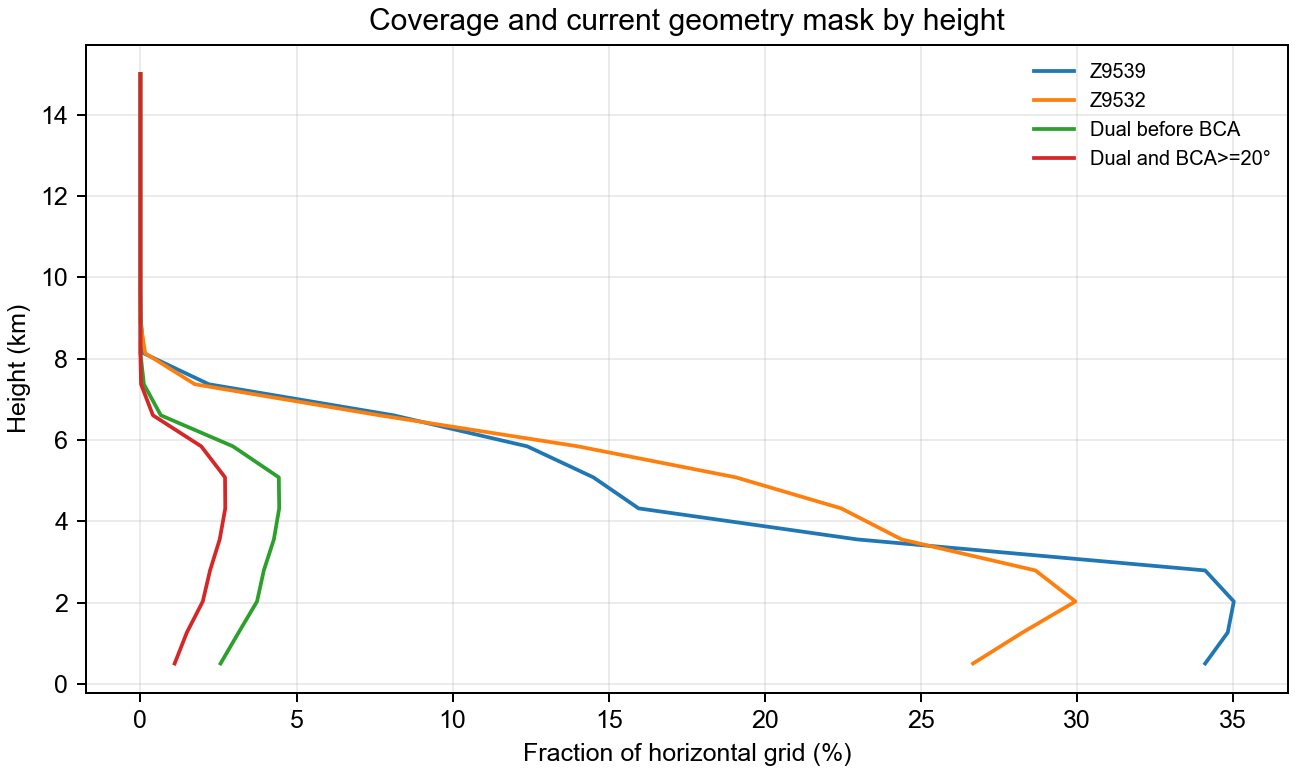 Coverage and current geometry mask by height
Z9539
Z9532
Dual before BCA
Dual and BCA>=20°
Height (km)
14
12
10
8
6
4
2
0
0 5 10 15 20 25 30 35
Fraction of horizontal grid (%)